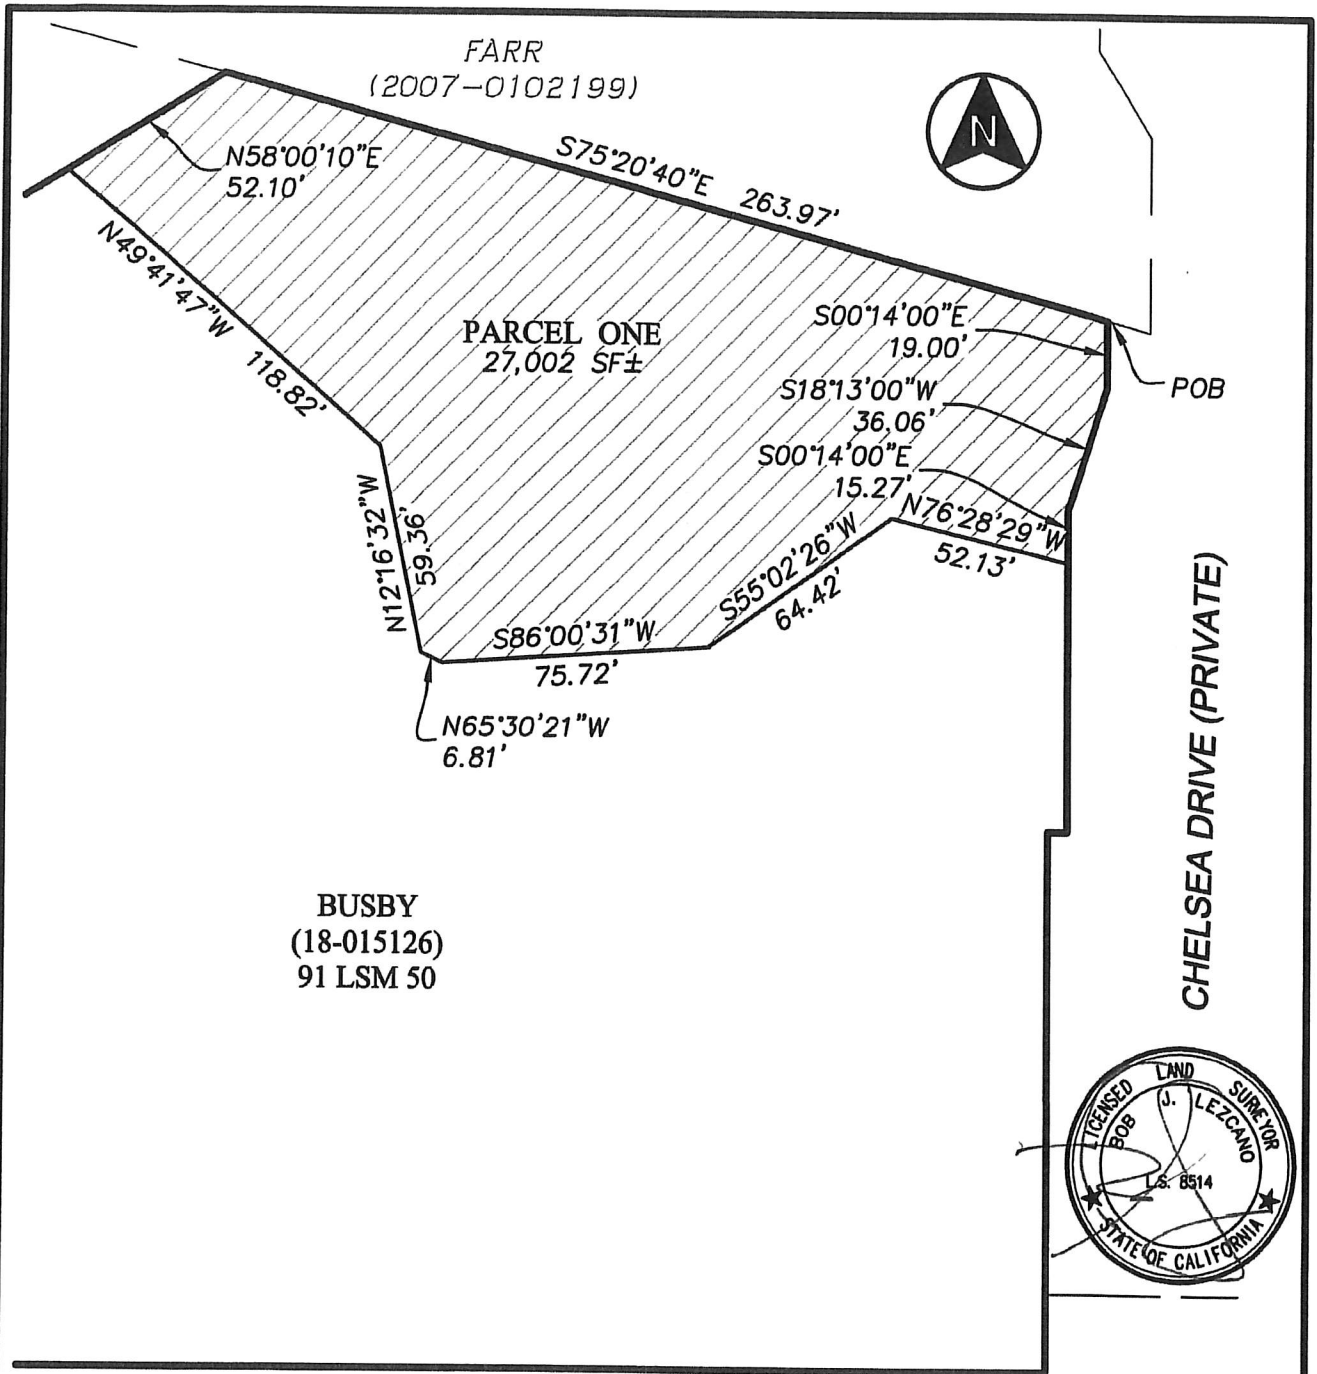 FARR
(2007-0102199)
N
N58°00'10"E
52.10'
S75°20'40"E 263.97'
N49°41'47"W 118.82'
PARCEL ONE
27,002 SF±
S00°14'00"E
19.00'
POB
S18°13'00"W
36.06'
S00°14'00"E
15.27'
N76°28'29"W
52.13'
N12°16'32"W
59.36'
S55°02'26"W
64.42'
S86°00'31"W
75.72'
N65°30'21"W
6.81'
CHELSEA DRIVE (PRIVATE)
BUSBY
(18-015126)
91 LSM 50
LICENSED LAND SURVEYOR
BOB J. LEZCANO
L.S. 8514
STATE OF CALIFORNIA